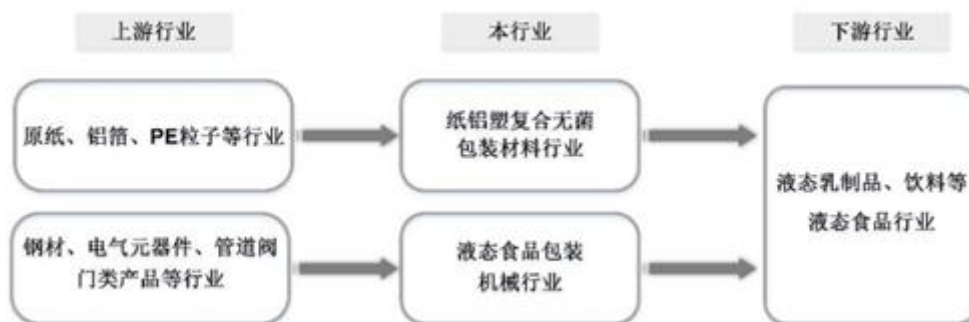 上游行业
本行业
下游行业
原纸、铝箔、PE粒子等行业
纸铝塑复合无菌
包装材料行业
液态乳制品、饮料等
液态食品行业
钢材、电气元器件、管道阀
门类产品等行业
液态食品包装
机械行业